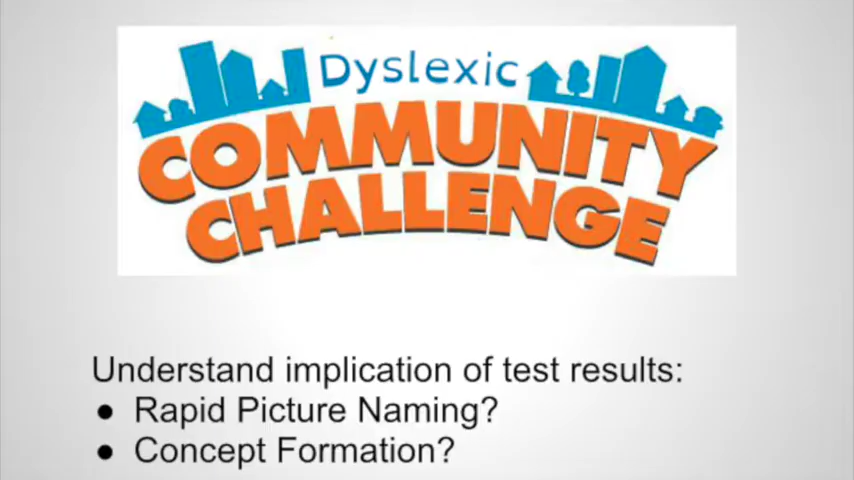 Dyslexic
COMMUNITY
CHALLENGE
Understand implication of test results:
● Rapid Picture Naming?
● Concept Formation?